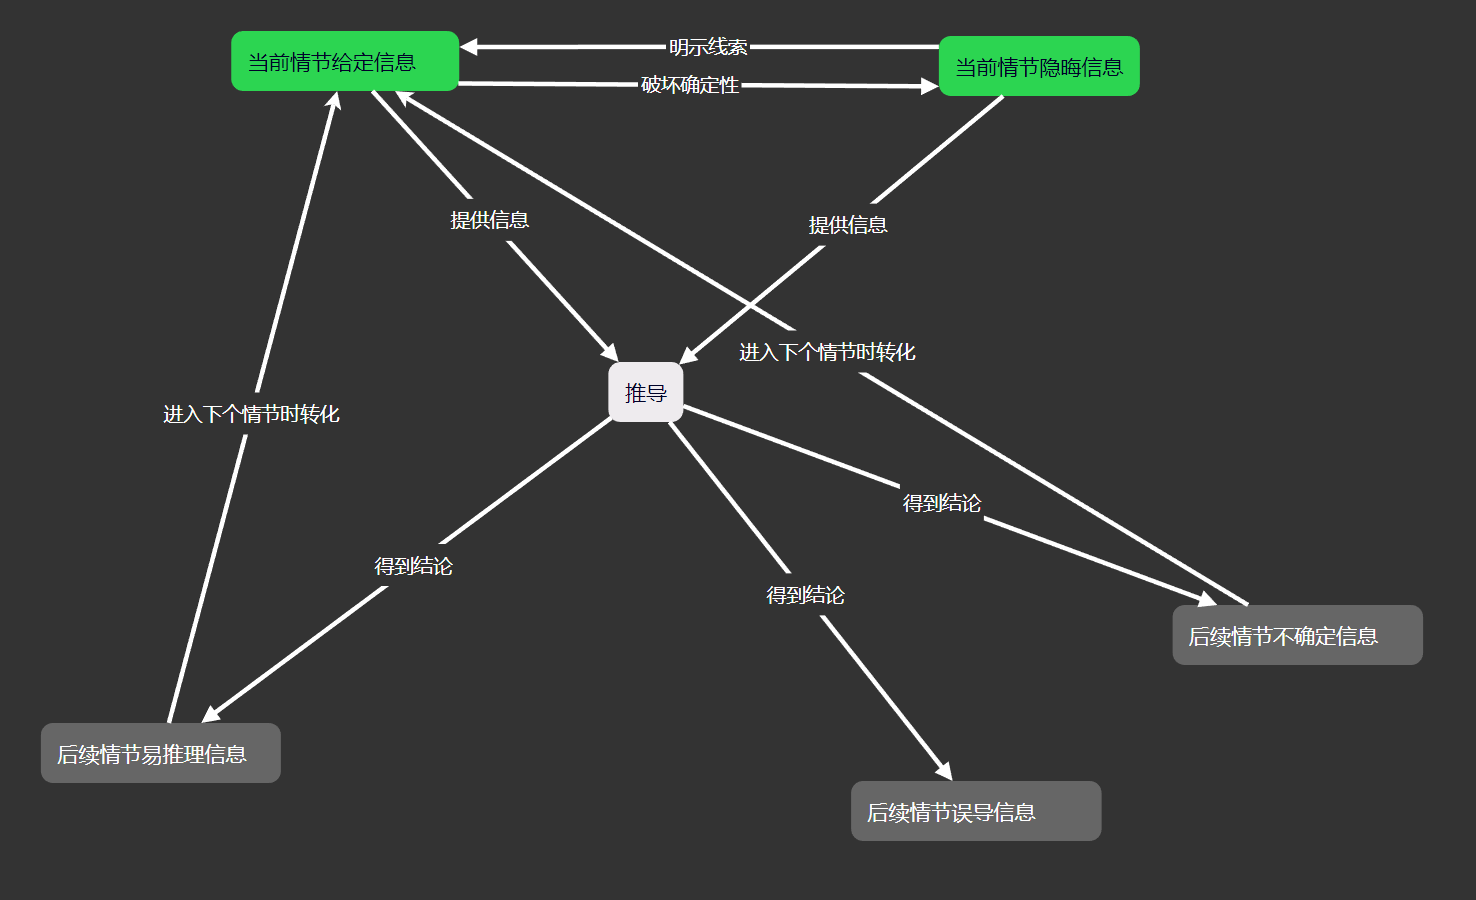 明示线索
当前情节给定信息
当前情节隐晦信息
破坏确定性
提供信息
提供信息
进入下个情节时转化
推导
进入下个情节时转化
得到结论
得到结论
得到结论
后续情节不确定信息
后续情节易推理信息
后续情节误导信息